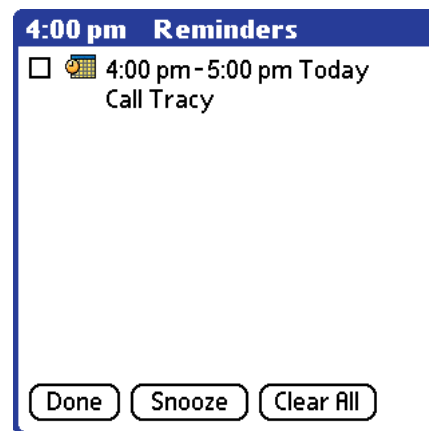 4:00 pm Reminders
4:00 pm-5:00 pm Today
Call Tracy
Done Snooze Clear All